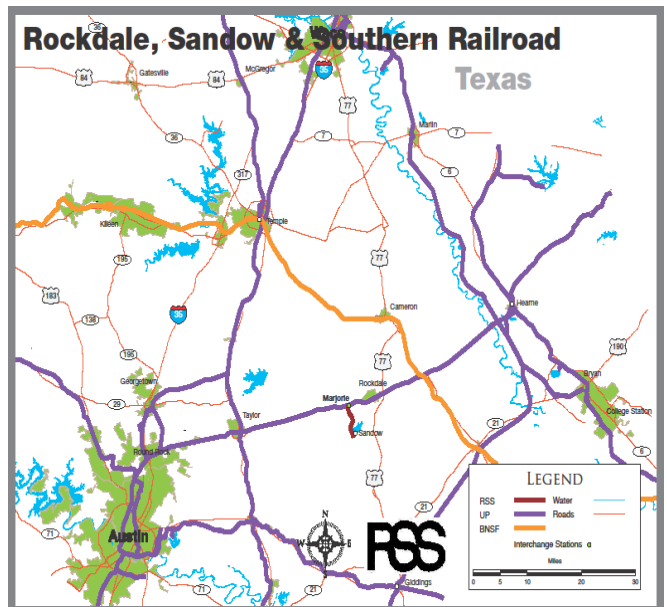 Rockdale, Sandow & Southern Railroad
Texas
36
Waco
84
Gatesville
84
McGregor
35
77
36
7
Marlin
7
317
6
Temple
Killeen
195
77
183
138
35
Cameron
Hearne
195
77
190
Georgetown
Rockdale
Bryan
29
Marjorie
College Station
Taylor
Sandow
21
6
Round Rock
77
LEGEND
RSS Water
UP Roads
BNSF
Interchange Stations
Miles
0 5 10 20 30
21
71
Austin
N
W
S
RSS
71
21
Giddings